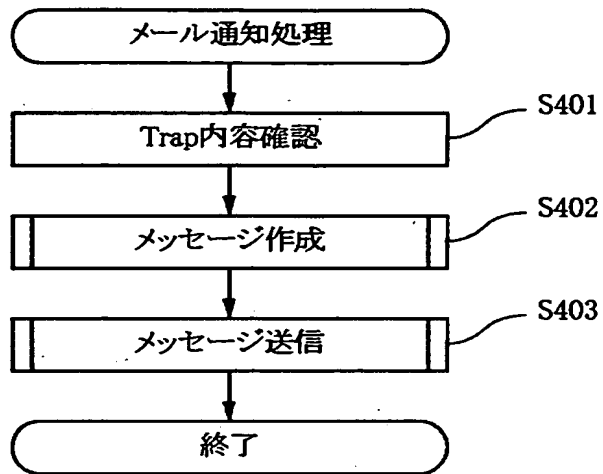 メール通知処理
S401
Trap内容確認
S402
メッセージ作成
S403
メッセージ送信
終了